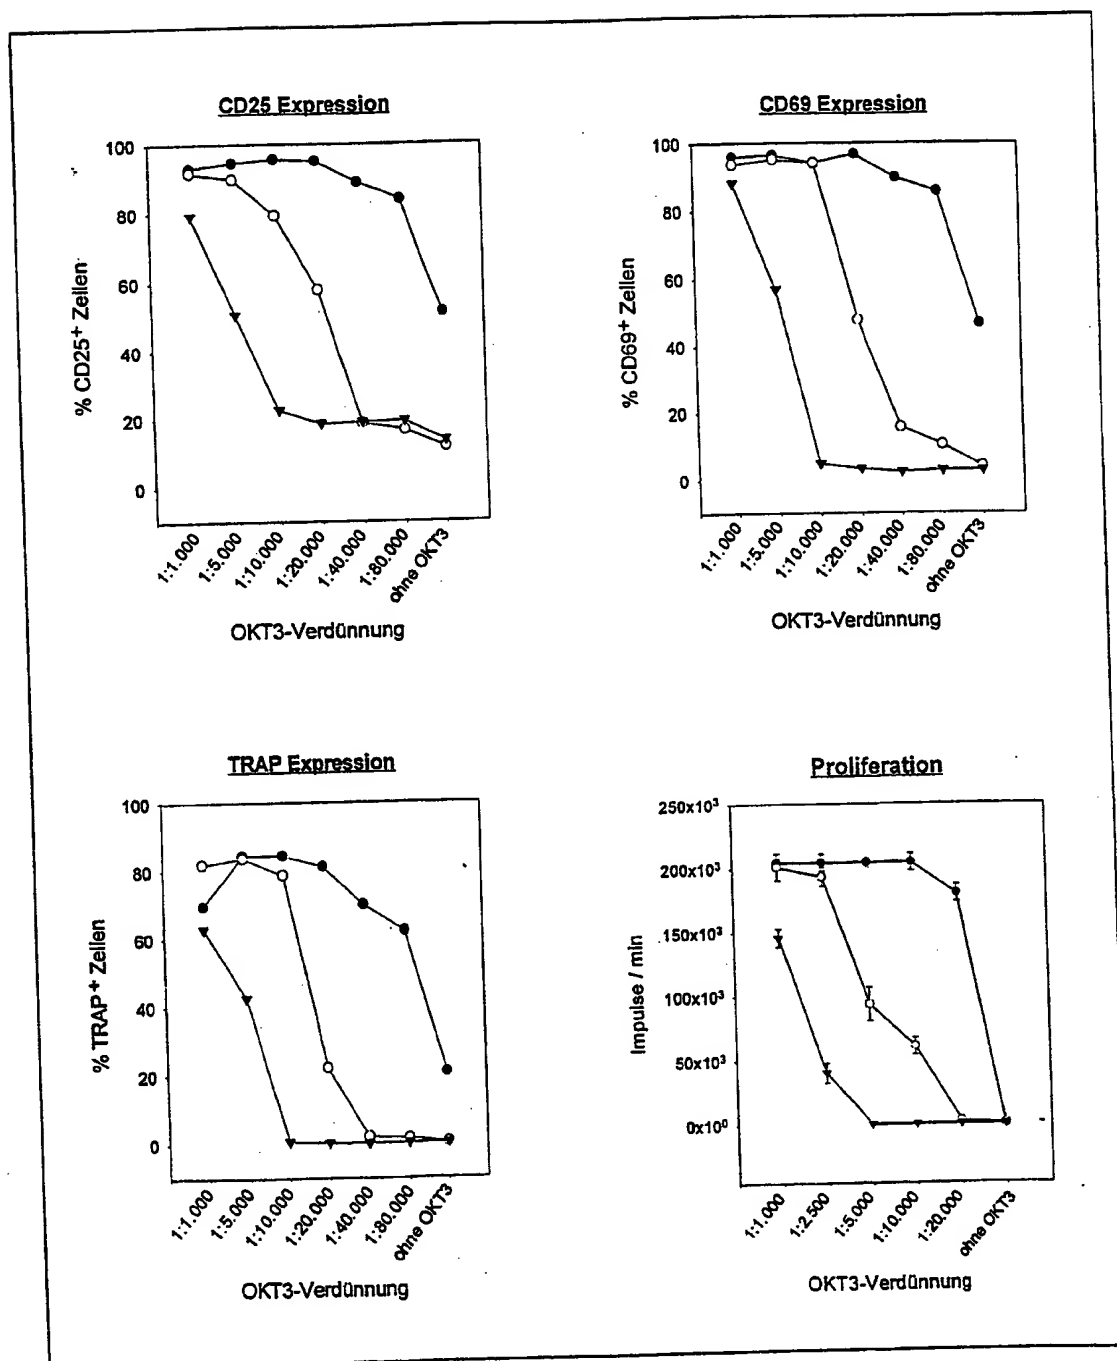 CD25 Expression
% CD25+ Zellen
100
80
60
40
20
0
1:1.000
1:5.000
1:10.000
1:20.000
1:40.000
1:80.000
ohne OKT3
OKT3-Verdünnung
CD69 Expression
% CD69+ Zellen
100
80
60
40
20
0
1:1.000
1:5.000
1:10.000
1:20.000
1:40.000
1:80.000
ohne OKT3
OKT3-Verdünnung
TRAP Expression
% TRAP+ Zellen
100
80
60
40
20
0
1:1.000
1:5.000
1:10.000
1:20.000
1:40.000
1:80.000
ohne OKT3
OKT3-Verdünnung
Proliferation
Impulse / min
250x10³
200x10³
150x10³
100x10³
50x10³
0x10⁰
1:1.000
1:2.500
1:5.000
1:10.000
1:20.000
ohne OKT3
OKT3-Verdünnung